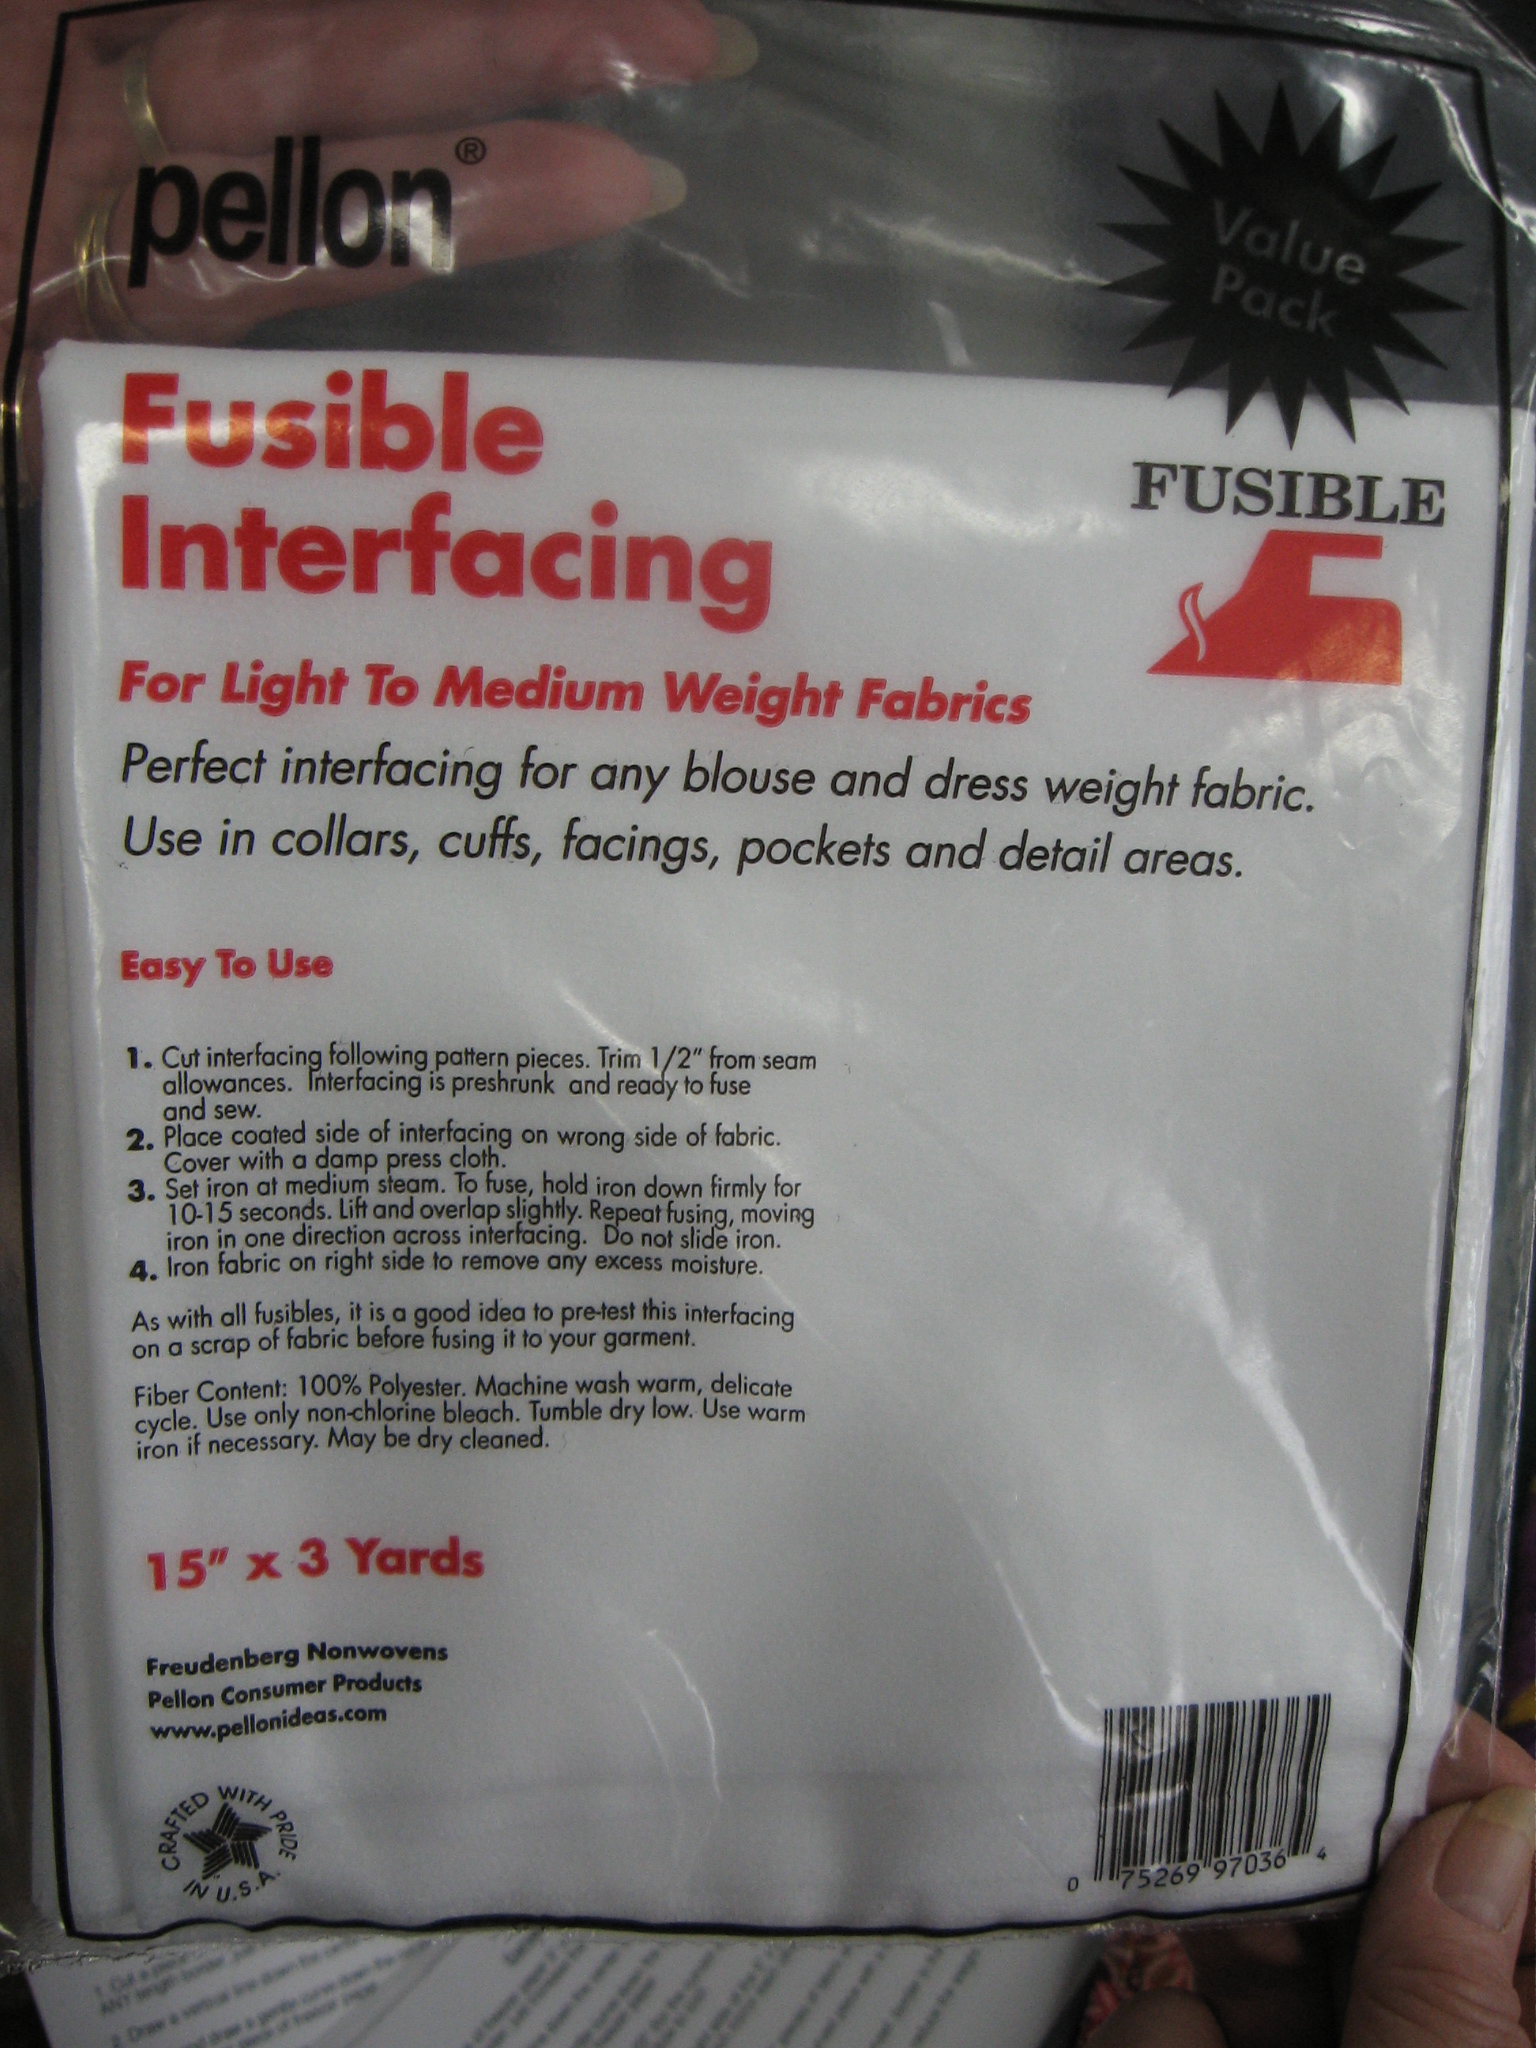 pellon®
Value
Pack
Fusible
Interfacing
FUSIBLE
For Light To Medium Weight Fabrics
Perfect interfacing for any blouse and dress weight fabric.
Use in collars, cuffs, facings, pockets and detail areas.
Easy To Use
1. Cut interfacing following pattern pieces. Trim 1/2" from seam
allowances. Interfacing is preshrunk and ready to fuse
and sew.
2. Place coated side of interfacing on wrong side of fabric.
Cover with a damp press cloth.
3. Set iron at medium steam. To fuse, hold iron down firmly for
10-15 seconds. Lift and overlap slightly. Repeat fusing, moving
iron in one direction across interfacing. Do not slide iron.
4. Iron fabric on right side to remove any excess moisture.
As with all fusibles, it is a good idea to pre-test this interfacing
on a scrap of fabric before fusing it to your garment.
Fiber Content: 100% Polyester. Machine wash warm, delicate
cycle. Use only non-chlorine bleach. Tumble dry low. Use warm
iron if necessary. May be dry cleaned.
15" x 3 Yards
Freudenberg Nonwovens
Pellon Consumer Products
www.pellonideas.com
CRAFTED WITH PRIDE
IN U.S.A.
0 75269 97036 4